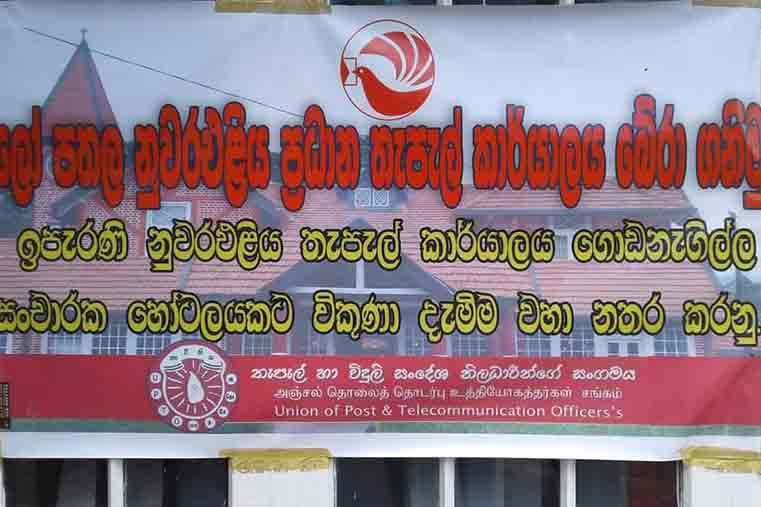 ලෝ පතල නුවරඑළිය ප්‍රධාන තැපැල් කාර්යාලය බේරා ගනිමු
ඉපැරණි නුවරඑළිය තැපැල් කාර්යාලය ගොඩනැගිල්ල
සංචාරක හෝටලයකට විකුණා දැමීම වහා නතර කරනු.
තැපැල් හා විදුලි සංදේශ නිලධාරීන්ගේ සංගමය
அஞ்சல் தொலைத் தொடர்பு உத்தியோகத்தர்கள் சங்கம்
Union of Post & Telecommunication Officers's
UPTO